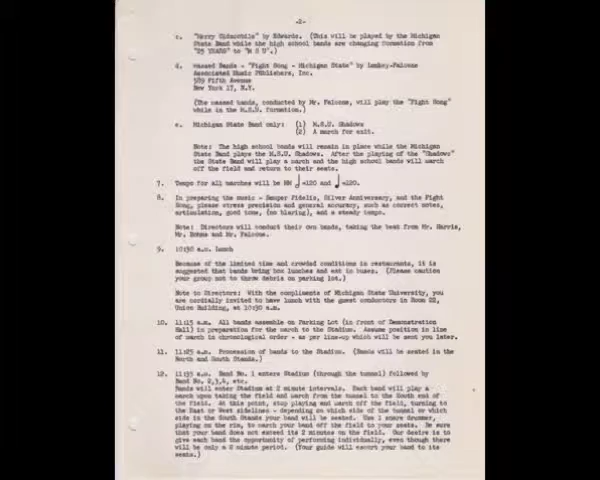 -2-
c. "Merry Oldsmobile" by Edwards. (This will be played by the Michigan
State Band while the high school bands are changing formation from
"25 YEARS" to "M S U".)
d. Massed Bands - "Fight Song - Michigan State" by Lankey-Falcone
Associated Music Publishers, Inc.
589 Fifth Avenue
New York 17, N.Y.
(The massed bands, conducted by Mr. Falcone, will play the "Fight Song"
while in the M.S.U. formation.)
e. Michigan State Band only: (1) M.S.U. Shadows
(2) A march for exit.
Note: The high school bands will remain in place while the Michigan
State Band plays the M.S.U. Shadows. After the playing of the "Shadows"
the State Band will play a march and the high school bands will march
off the field and return to their seats.
7. Tempo for all marches will be MM =120 and =120.
8. In preparing the music - Semper Fidelis, Silver Anniversary, and the Fight
Song, please stress precision and general accuracy, such as correct notes,
articulation, good tone, (no blaring), and a steady tempo.
Note: Directors will conduct their own bands, taking the beat from Mr. Harris,
Mr. and Mr. Falcone.
9. 10:30 a.m. Lunch
Because of the limited time and crowded conditions in restaurants, it is
suggested that bands bring box lunches and eat in buses. (Please caution
your group not to throw debris on parking lot.)
Note to Directors: With the compliments of Michigan State University, you
are cordially invited to have lunch with the guest conductors in Room 22,
Union Building, at 10:30 a.m.
10. 11:15 a.m. All bands assemble on Parking Lot (in front of Demonstration
Hall) in preparation for the march to the Stadium. Assume position in line
of march in chronological order - as per line-up which will be sent you later.
11. 11:25 a.m. Procession of bands to the Stadium. (Bands will be seated in the
North and South Stands.)
12. 11:35 a.m. Band No. 1 enters Stadium (through the tunnel) followed by
Band No. 2,3,4, etc.
Bands will enter Stadium at 2 minute intervals. Each band will play a
march upon taking the field and march from the tunnel to the South end of
the field. At this point, stop playing and march off the field, turning to
the East or West sidelines - depending on which side of the tunnel or which
side in the South Stands your band will be seated. Use 1 snare drummer,
playing on the rim, to march your band off the field to your seats. Be sure
that your band does not exceed its 2 minutes on the field. Our desire is to
give each band the opportunity of performing individually, even though there
will be only a 2 minute period. (Your guide will escort your band to its
seats.)